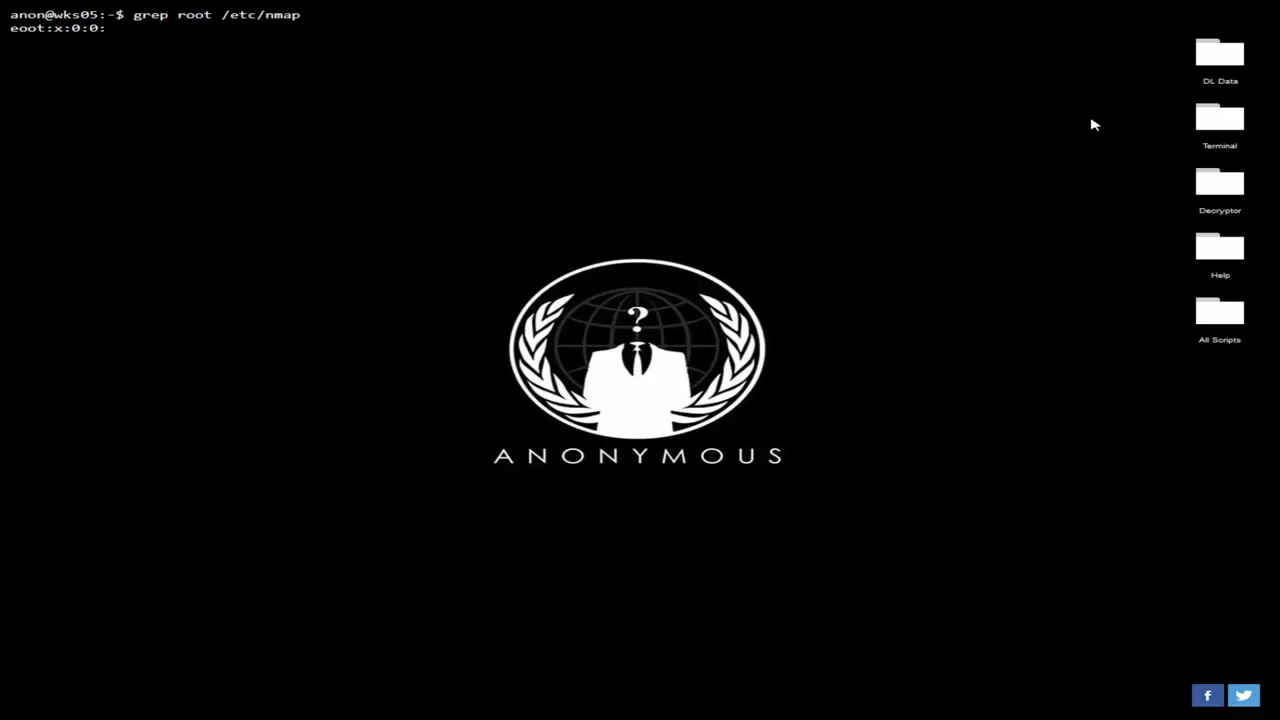 anon@wks05:~$ grep root /etc/nmap
eoot:x:0:0:
DL Data
Terminal
Decryptor
Help
All Scripts
?
ANONYMOUS
f